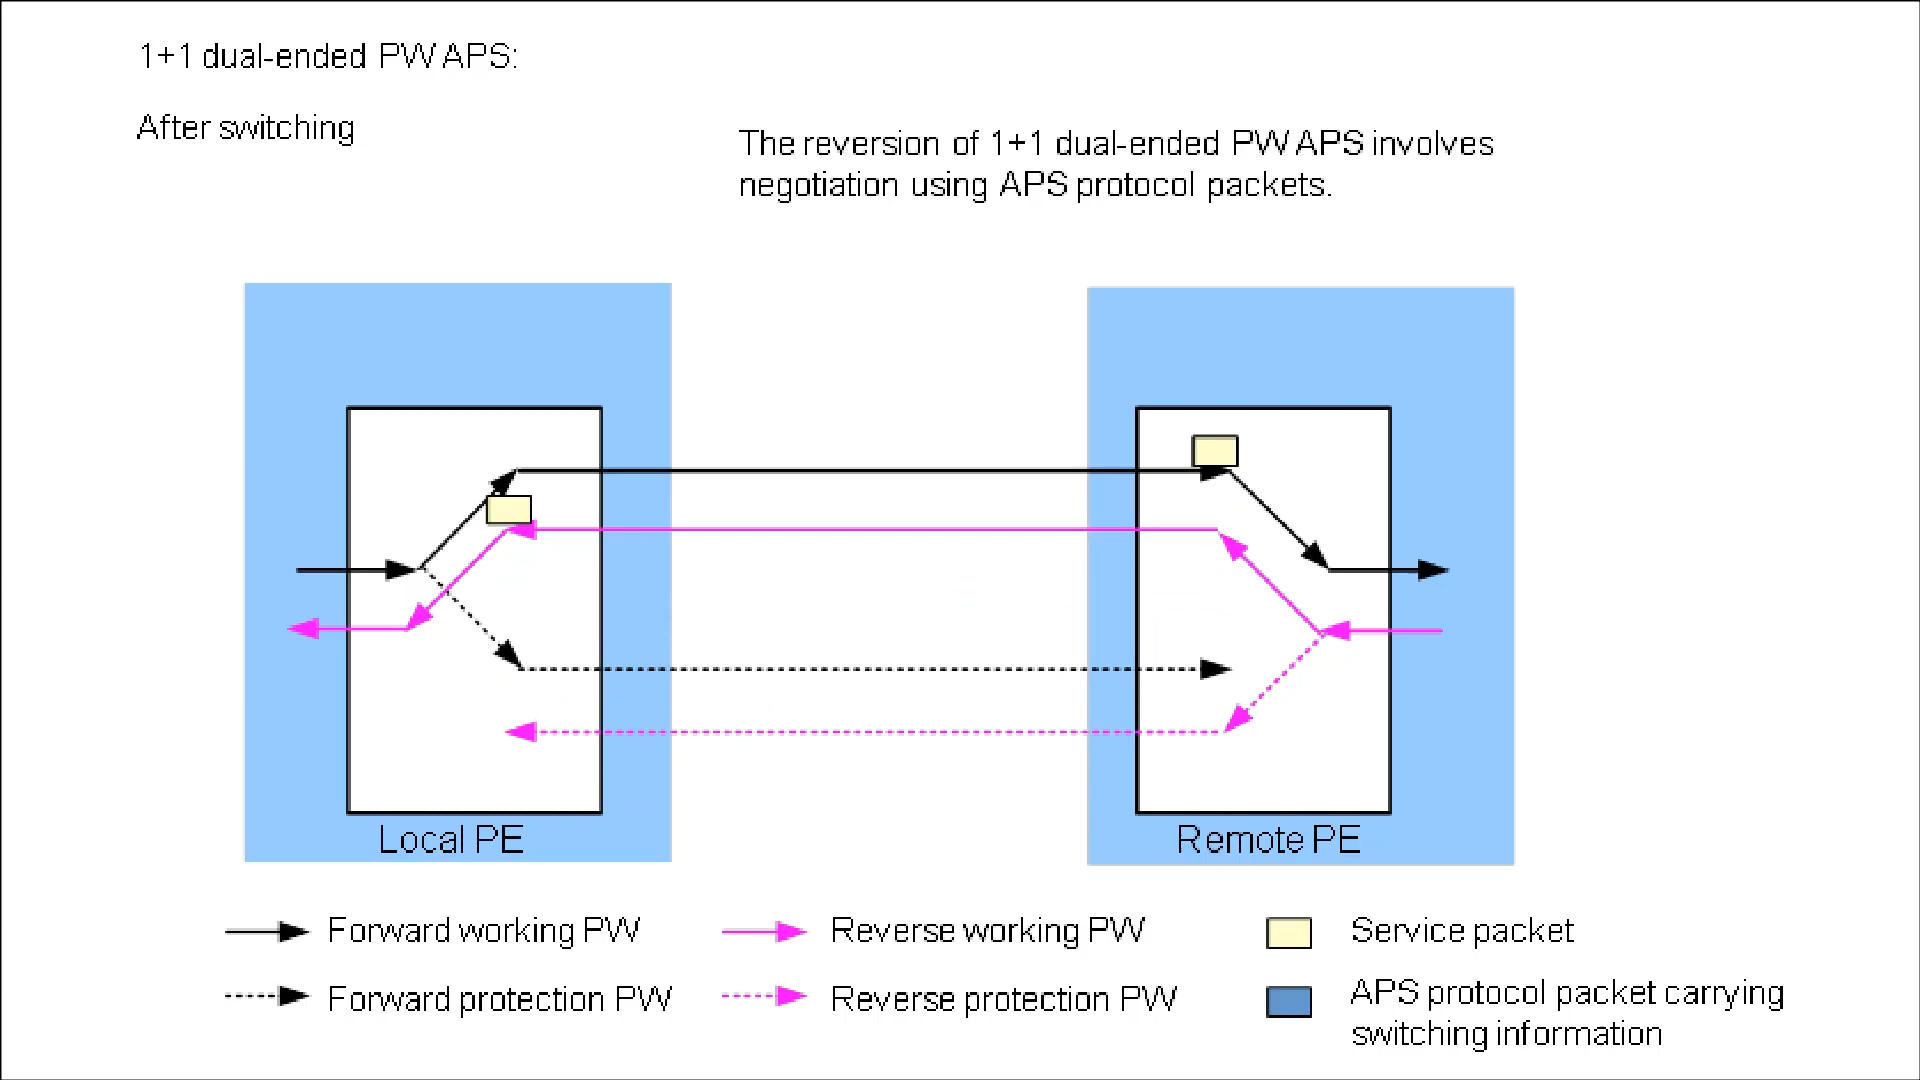 1+1 dual-ended PW APS:
After switching
The reversion of 1+1 dual-ended PW APS involves
negotiation using APS protocol packets.
Local PE
Remote PE
Forward working PW
Reverse working PW
Service packet
Forward protection PW
Reverse protection PW
APS protocol packet carrying
switching information